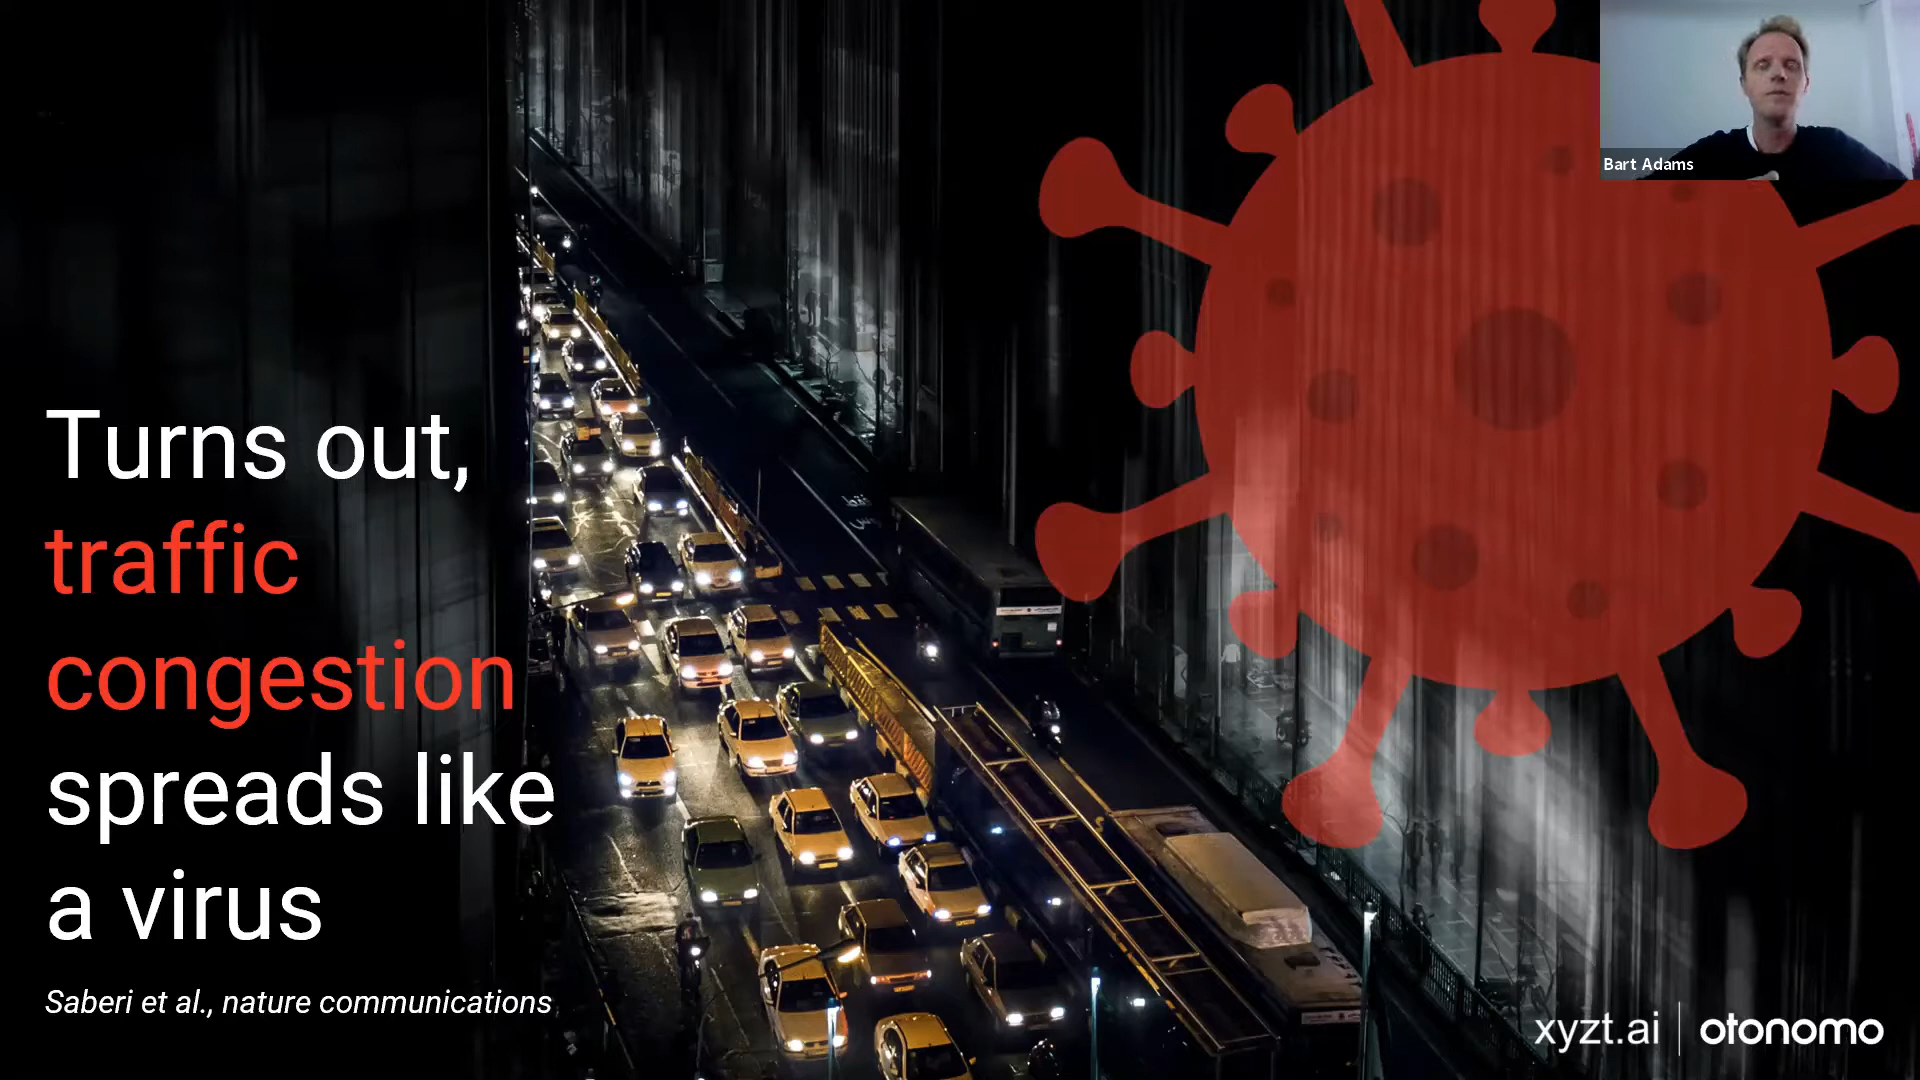 Turns out,
traffic
congestion
spreads like
a virus
Saberi et al., nature communications
Bart Adams
xyzt.ai | otonomo